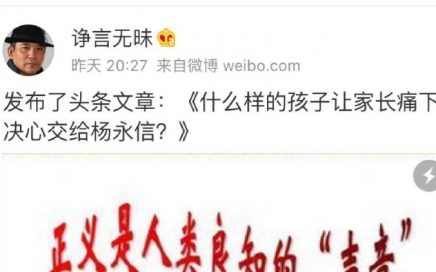 诤言无昧
昨天 20:27 来自微博 weibo.com
发布了头条文章：《什么样的孩子让家长痛下
决心交给杨永信？》
正义是人类良知的“声音”